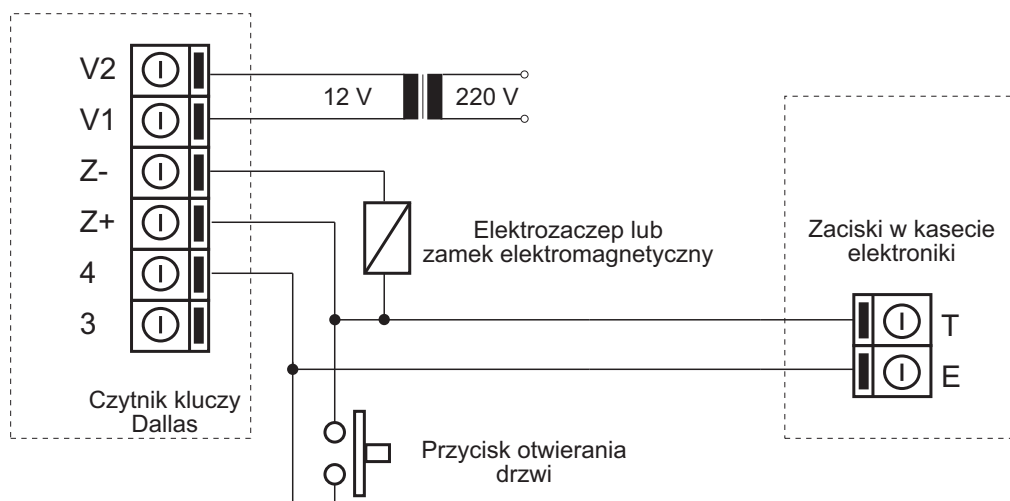 V2
V1
Z-
Z+
4
3
12 V
220 V
Elektrozaczep lub
zamek elektromagnetyczny
Zaciski w kasecie
elektroniki
T
E
Czytnik kluczy
Dallas
Przycisk otwierania
drzwi